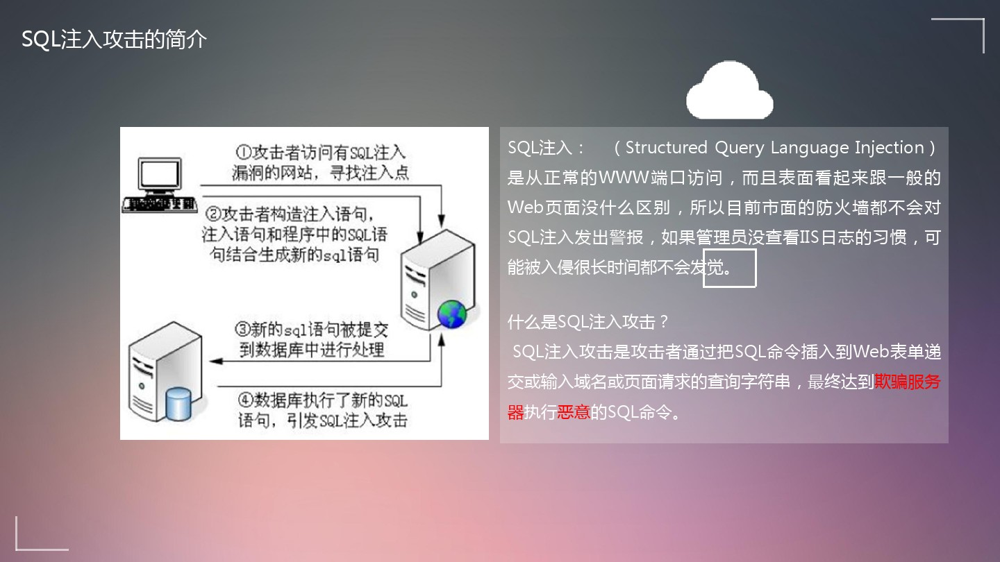 SQL注入攻击的简介
①攻击者访问有SQL注入
漏洞的网站，寻找注入点
②攻击者构造注入语句，
注入语句和程序中的SQL语
句结合生成新的sql语句
③新的sql语句被提交
到数据库中进行处理
④数据库执行了新的SQL
语句，引发SQL注入攻击
SQL注入： （Structured Query Language Injection）
是从正常的WWW端口访问，而且表面看起来跟一般的
Web页面没什么区别，所以目前市面的防火墙都不会对
SQL注入发出警报，如果管理员没查看IIS日志的习惯，可
能被入侵很长时间都不会发觉。
什么是SQL注入攻击？
SQL注入攻击是攻击者通过把SQL命令插入到Web表单递
交或输入域名或页面请求的查询字符串，最终达到欺骗服务
器执行恶意的SQL命令。